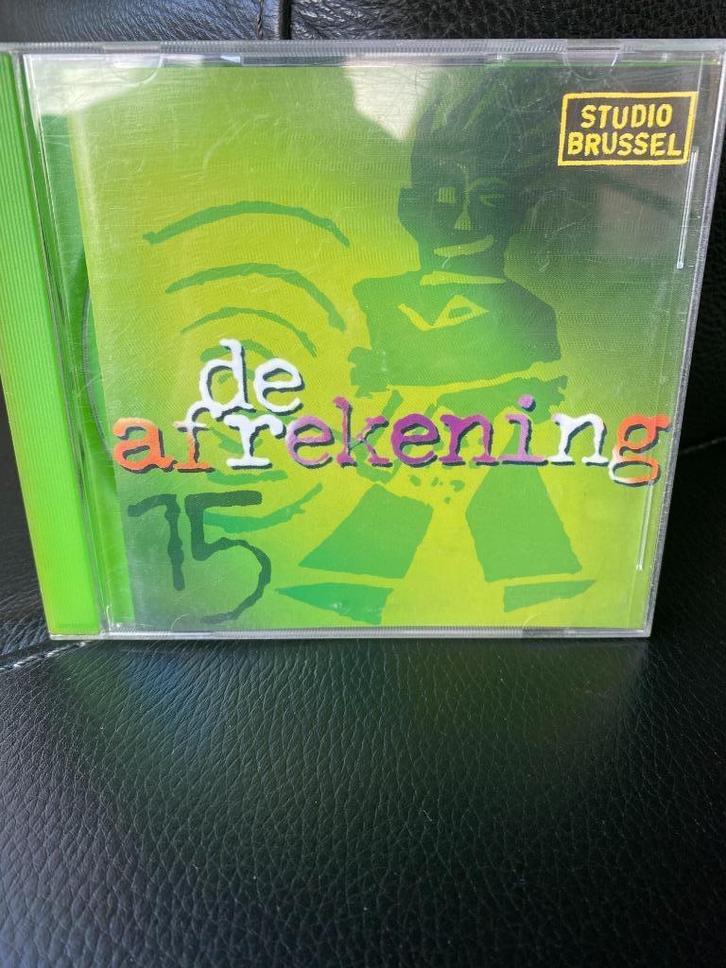 STUDIO
BRUSSEL
de
afrekening
15